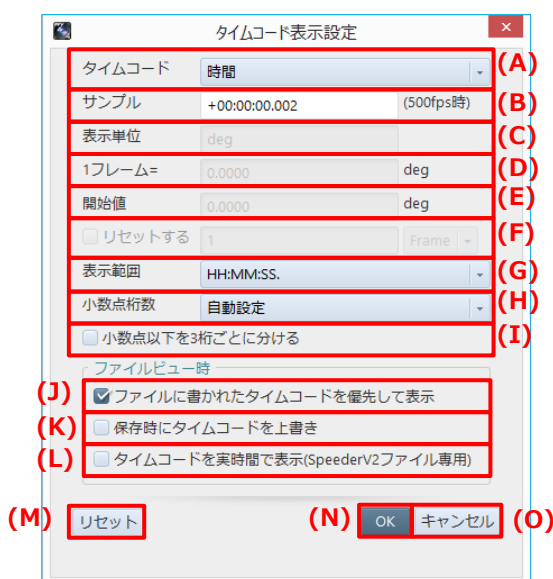 タイムコード表示設定 ×
タイムコード 時間 (A)
サンプル +00:00:00.002 (500fps時) (B)
表示単位 deg (C)
1フレーム= 0.0000 deg (D)
開始値 0.0000 deg (E)
リセットする 1 Frame (F)
表示範囲 HH:MM:SS. (G)
小数点桁数 自動設定 (H)
小数点以下を3桁ごとに分ける (I)
ファイルビュー時
(J) ファイルに書かれたタイムコードを優先して表示
(K) 保存時にタイムコードを上書き
(L) タイムコードを実時間で表示(SpeederV2ファイル専用)
(M) リセット (N) OK キャンセル (O)